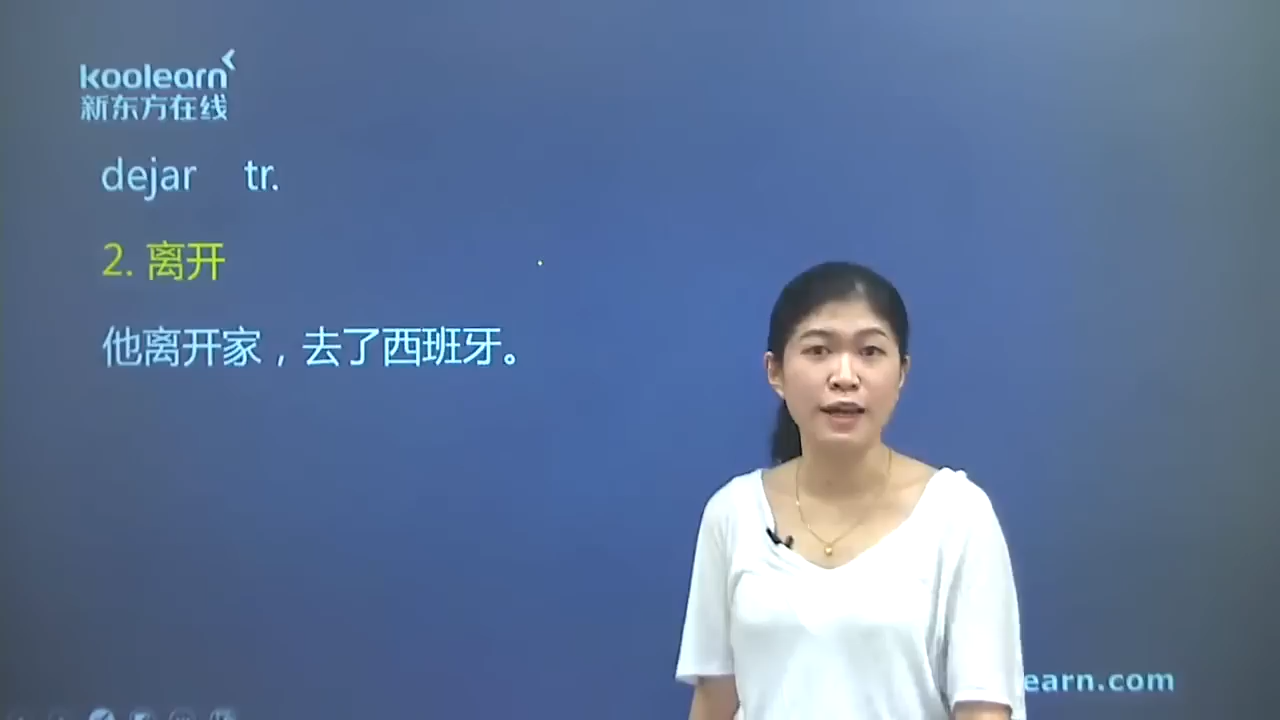 koolearn
新东方在线
dejar tr.
2. 离开
他离开家，去了西班牙。
earn.com